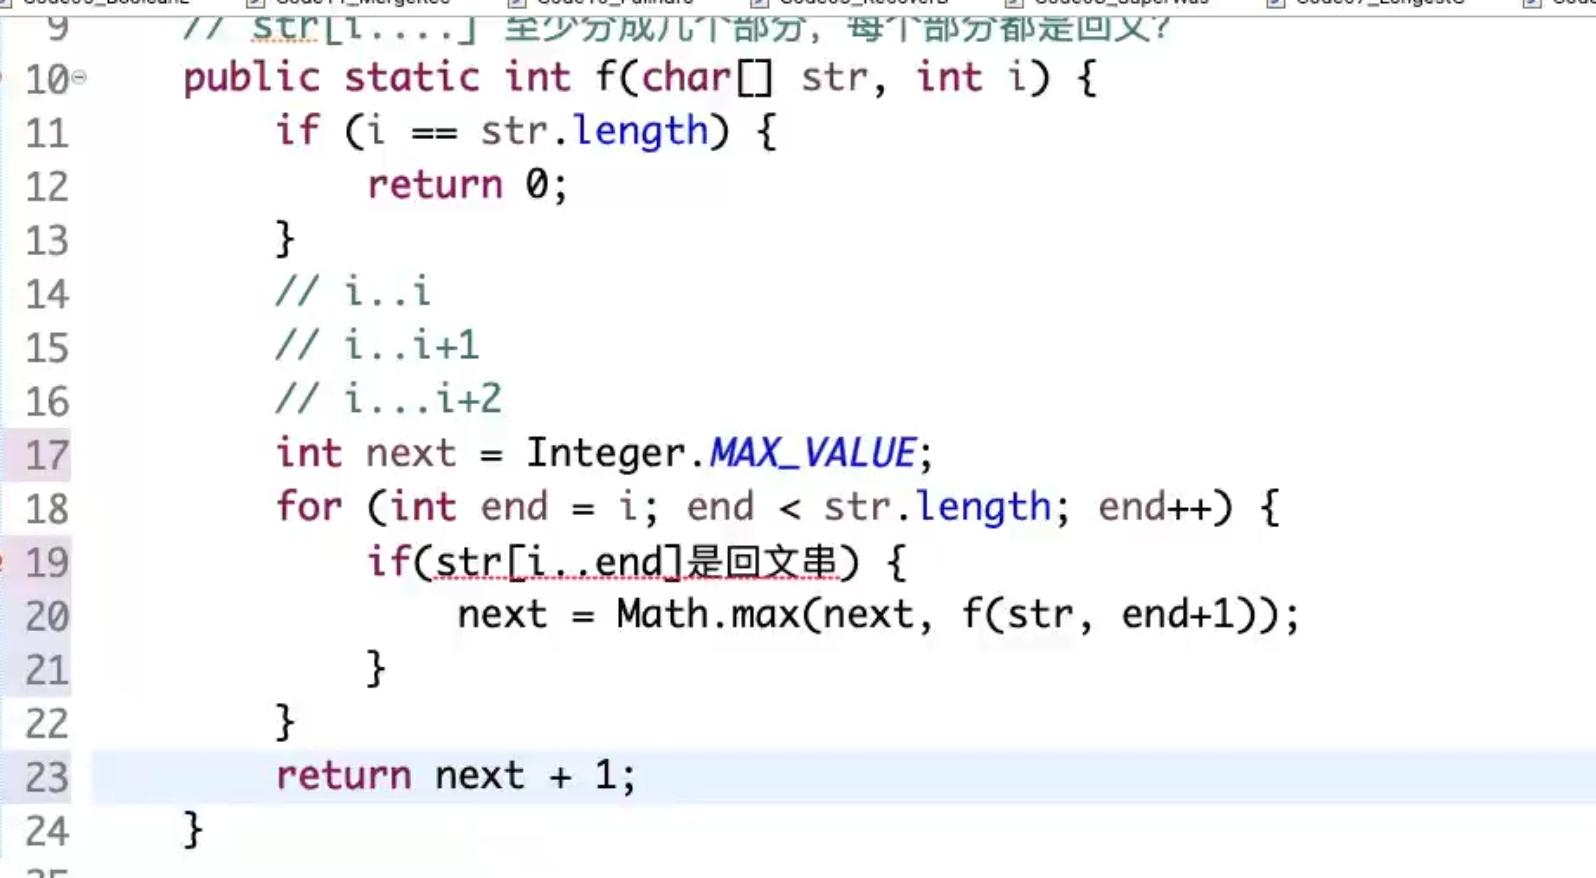 9 // str[i....] 至少分成几个部分，每个部分都是回文?
10 public static int f(char[] str, int i) {
11 if (i == str.length) {
12 return 0;
13 }
14 // i..i
15 // i..i+1
16 // i...i+2
17 int next = Integer.MAX_VALUE;
18 for (int end = i; end < str.length; end++) {
19 if(str[i..end]是回文串) {
20 next = Math.max(next, f(str, end+1));
21 }
22 }
23 return next + 1;
24 }